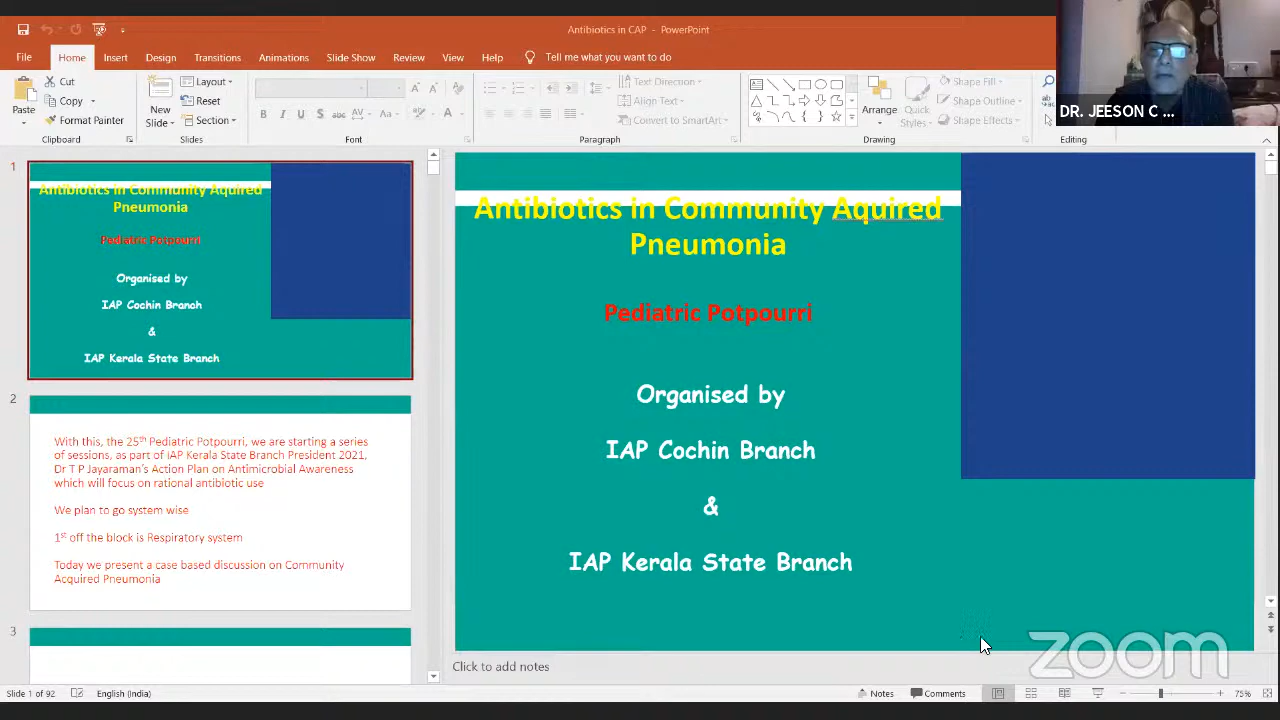 Antibiotics in CAP - PowerPoint
File Home Insert Design Transitions Animations Slide Show Review View Help Tell me what you want to do
Paste
Cut
Copy
Format Painter
Clipboard
New
Slide
Layout
Reset
Section
Slides
Font
Text Direction
Align Text
Convert to SmartArt
Paragraph
Arrange
Quick
Styles
Shape Fill
Shape Outline
Shape Effects
Drawing
Editing
DR. JEESON C ...
1
Antibiotics in Community Aquired
Pneumonia
Pediatric Potpourri
Organised by
IAP Cochin Branch
&
IAP Kerala State Branch
2
With this, the 25th Pediatric Potpourri, we are starting a series
of sessions, as part of IAP Kerala State Branch President 2021,
Dr T P Jayaraman's Action Plan on Antimicrobial Awareness
which will focus on rational antibiotic use
We plan to go system wise
1st off the block is Respiratory system
Today we present a case based discussion on Community
Acquired Pneumonia
3
Antibiotics in Community Aquired
Pneumonia
Pediatric Potpourri
Organised by
IAP Cochin Branch
&
IAP Kerala State Branch
zoom
Click to add notes
Slide 1 of 92 English (India) Notes Comments 75%